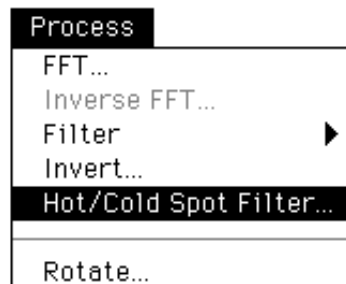 Process
FFT...
Inverse FFT...
Filter
Invert...
Hot/Cold Spot Filter...
Rotate...